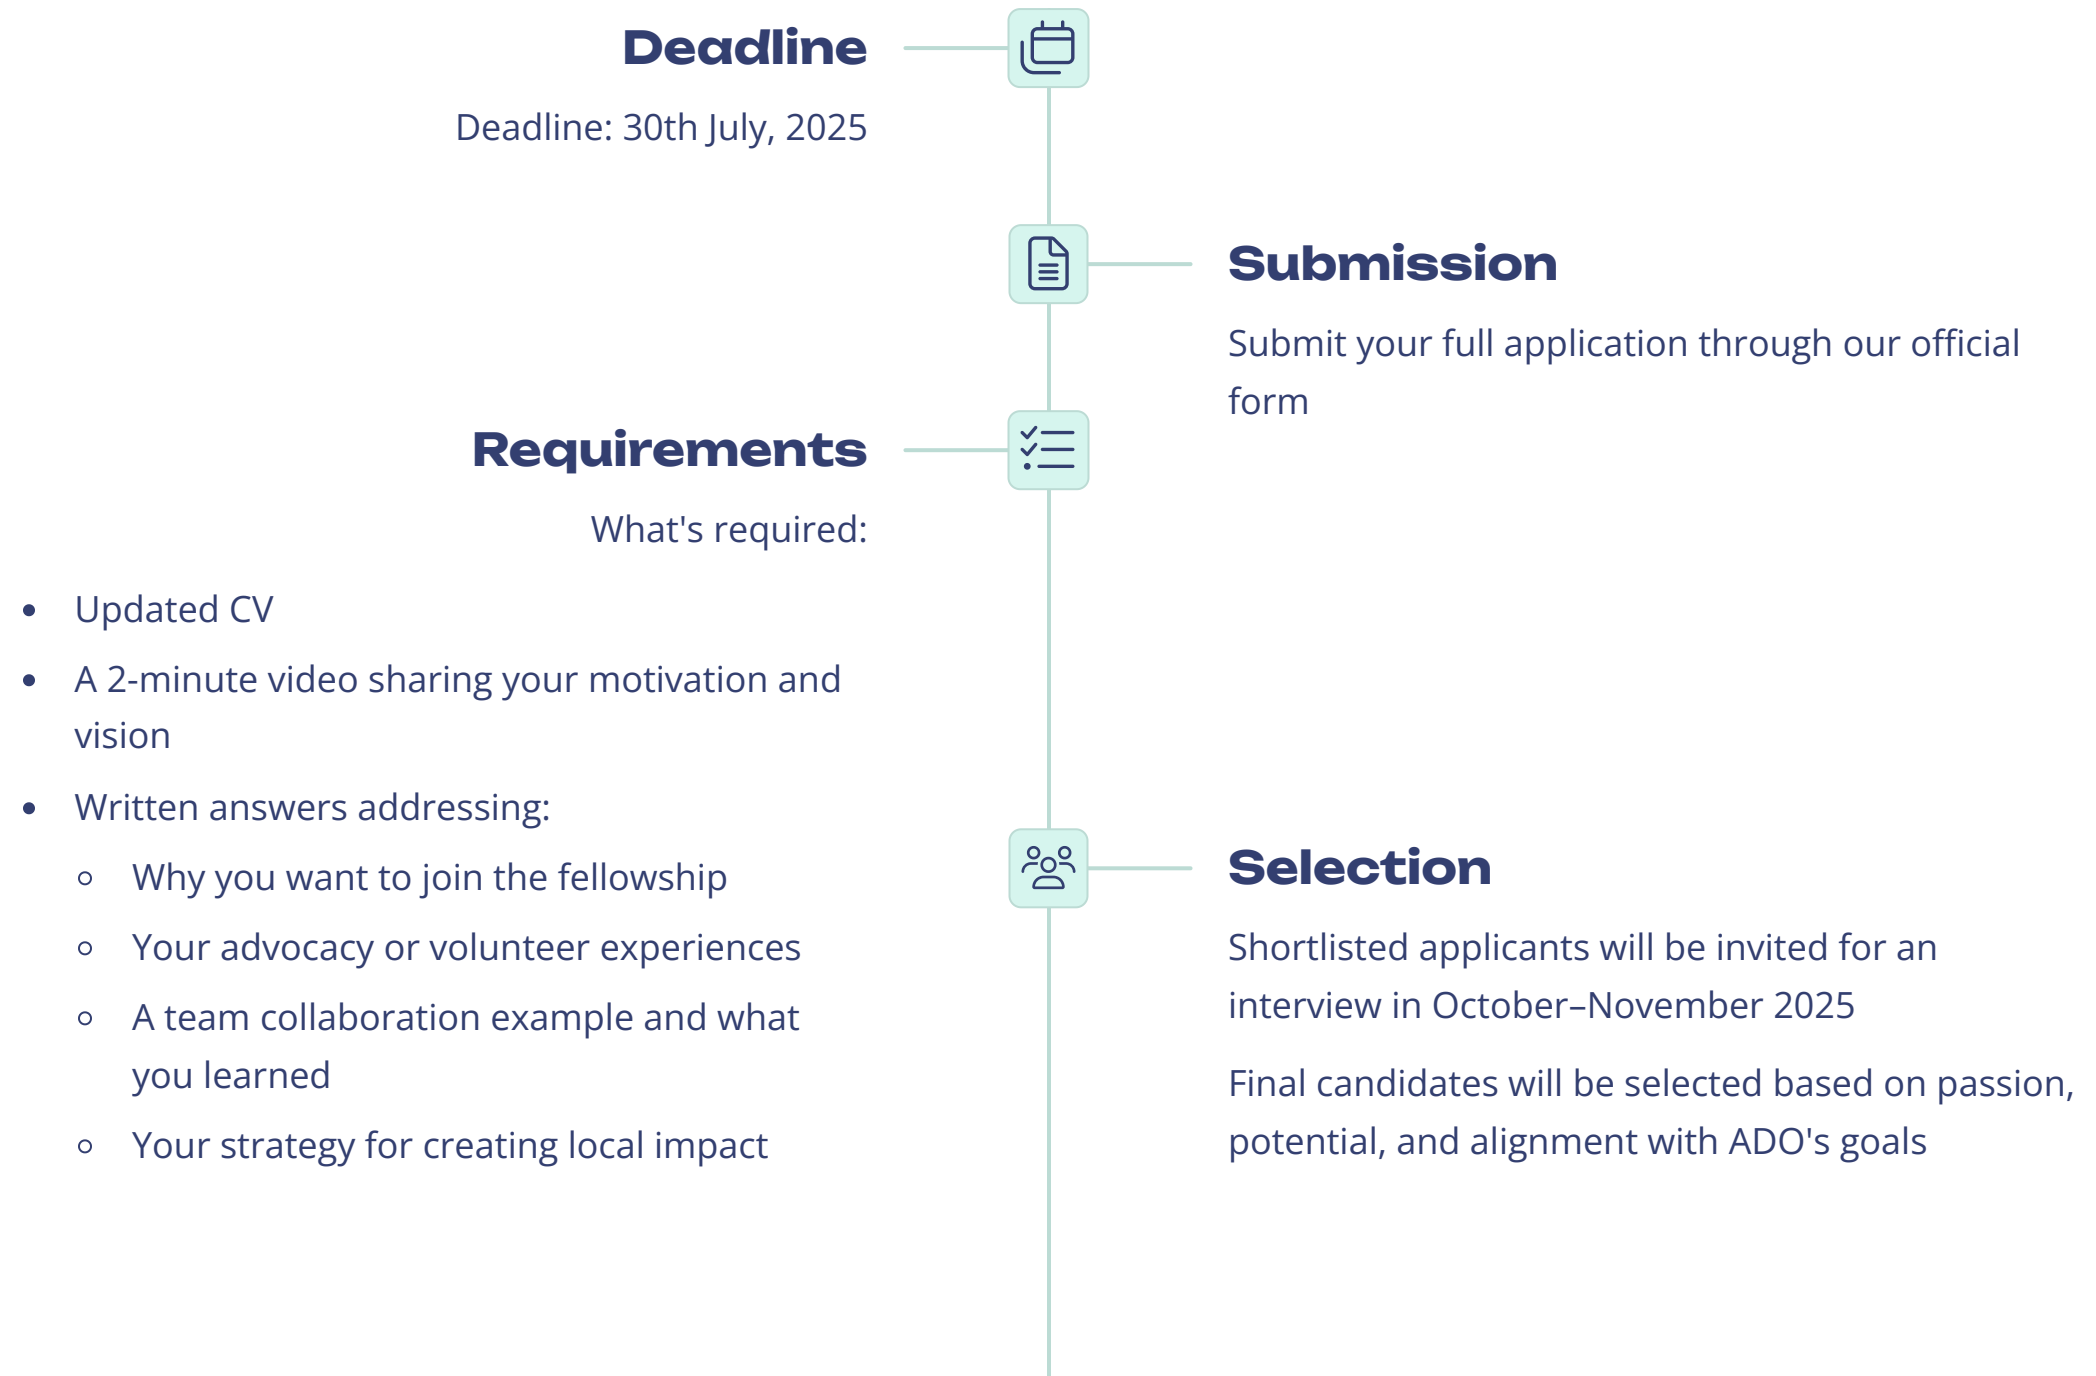 Deadline
Deadline: 30th July, 2025
Submission
Submit your full application through our official
form
Requirements
What's required:
• Updated CV
• A 2-minute video sharing your motivation and
vision
• Written answers addressing:
◦ Why you want to join the fellowship
◦ Your advocacy or volunteer experiences
◦ A team collaboration example and what
you learned
◦ Your strategy for creating local impact
Selection
Shortlisted applicants will be invited for an
interview in October–November 2025
Final candidates will be selected based on passion,
potential, and alignment with ADO's goals